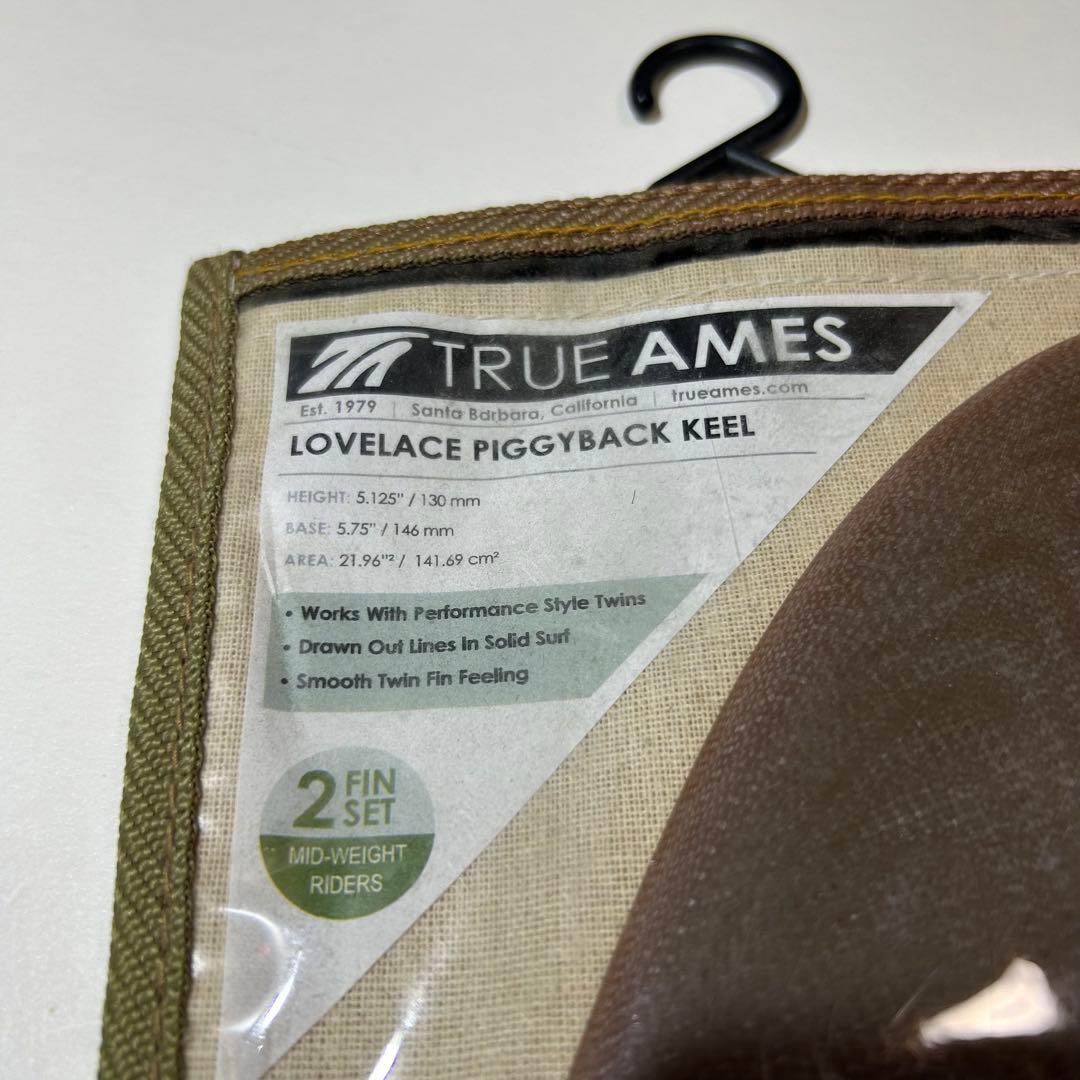 TA TRUE AMES
Est. 1979 | Santa Barbara, California | trueames.com
LOVELACE PIGGYBACK KEEL
HEIGHT: 5.125" / 130 mm
BASE: 5.75" / 146 mm
AREA: 21.96"² / 141.69 cm²
• Works With Performance Style Twins
• Drawn Out Lines In Solid Surf
• Smooth Twin Fin Feeling
2 FIN
SET
MID-WEIGHT
RIDERS